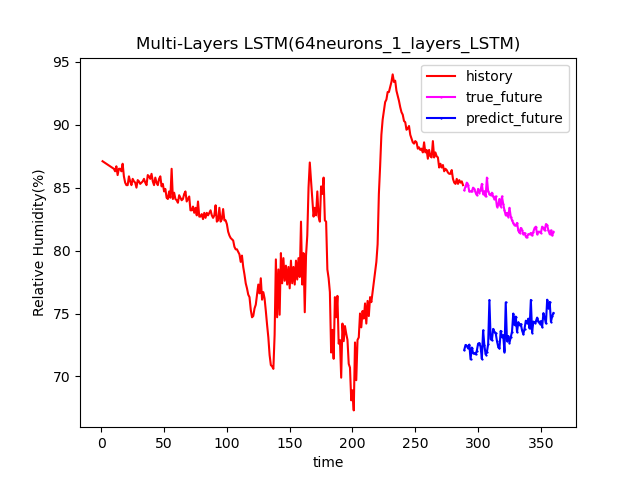 Multi-Layers LSTM(64neurons_1_layers_LSTM)
history
true_future
predict_future
Relative Humidity(%)
95
90
85
80
75
70
0 50 100 150 200 250 300 350
time